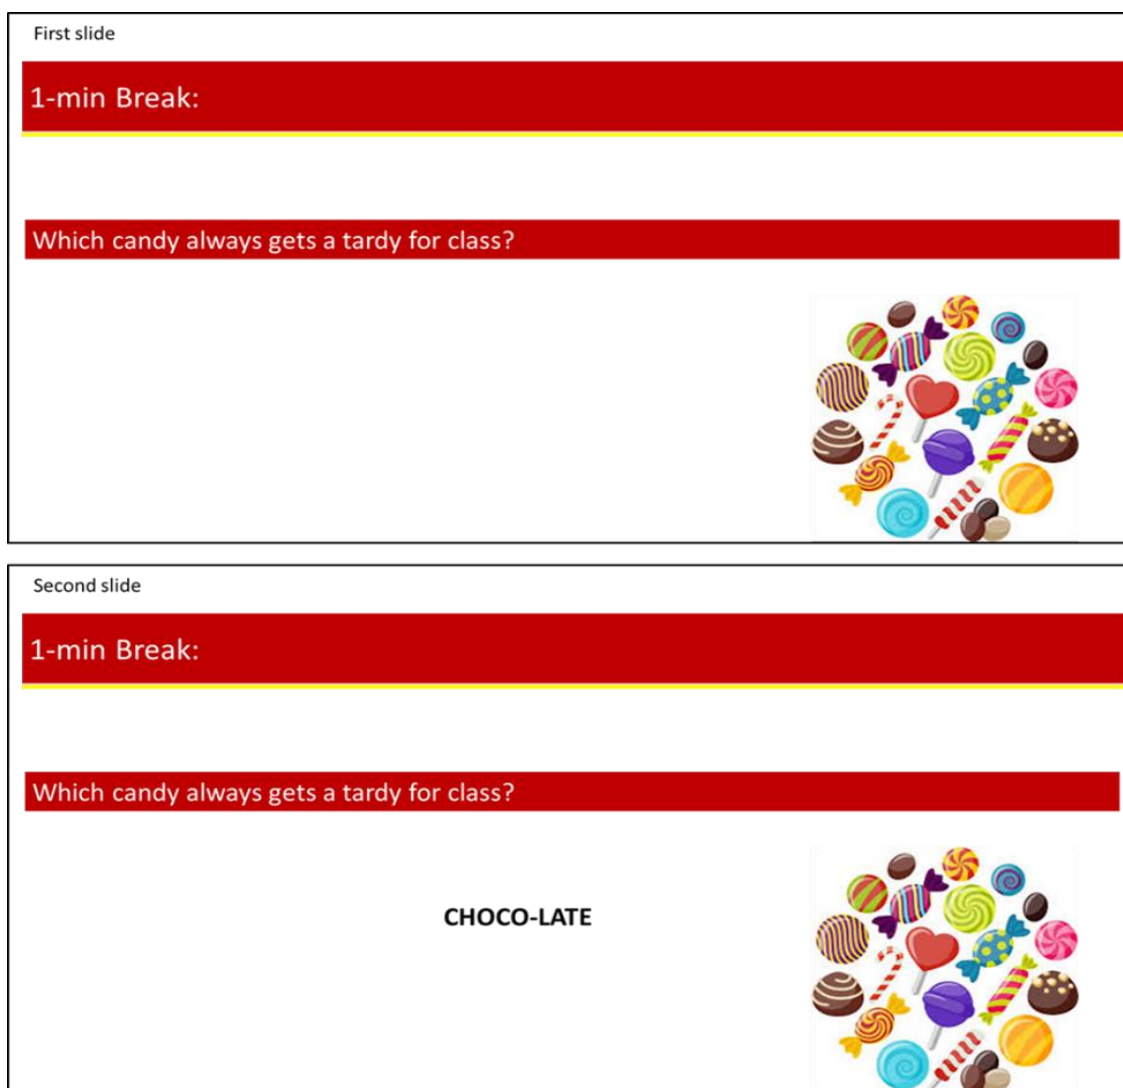 First slide
1-min Break:
Which candy always gets a tardy for class?
Second slide
1-min Break:
Which candy always gets a tardy for class?
CHOCO-LATE